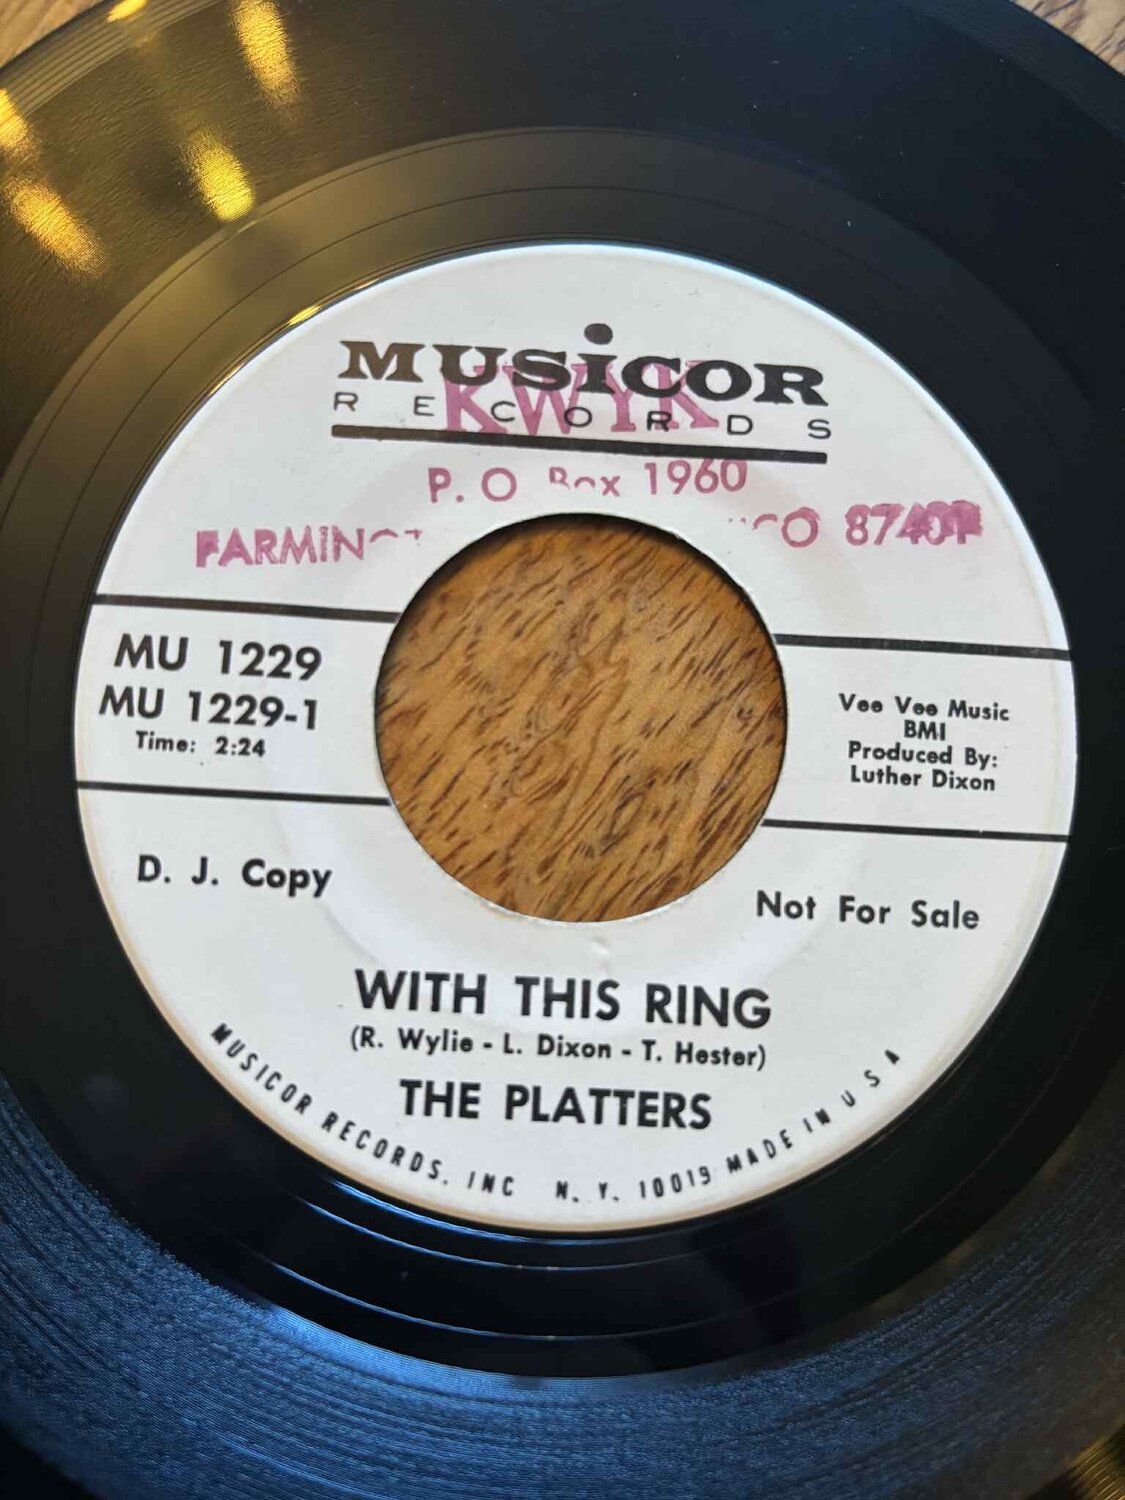 MUSICOR
RECORDS
KWYK
P. O Box 1960
FARMIN CO 87401
MU 1229
MU 1229-1
Time: 2:24
Vee Vee Music
BMI
Produced By:
Luther Dixon
D. J. Copy
Not For Sale
WITH THIS RING
(R. Wylie - L. Dixon - T. Hester)
THE PLATTERS
MUSICOR RECORDS, INC N. Y. 10019 MADE IN U S A